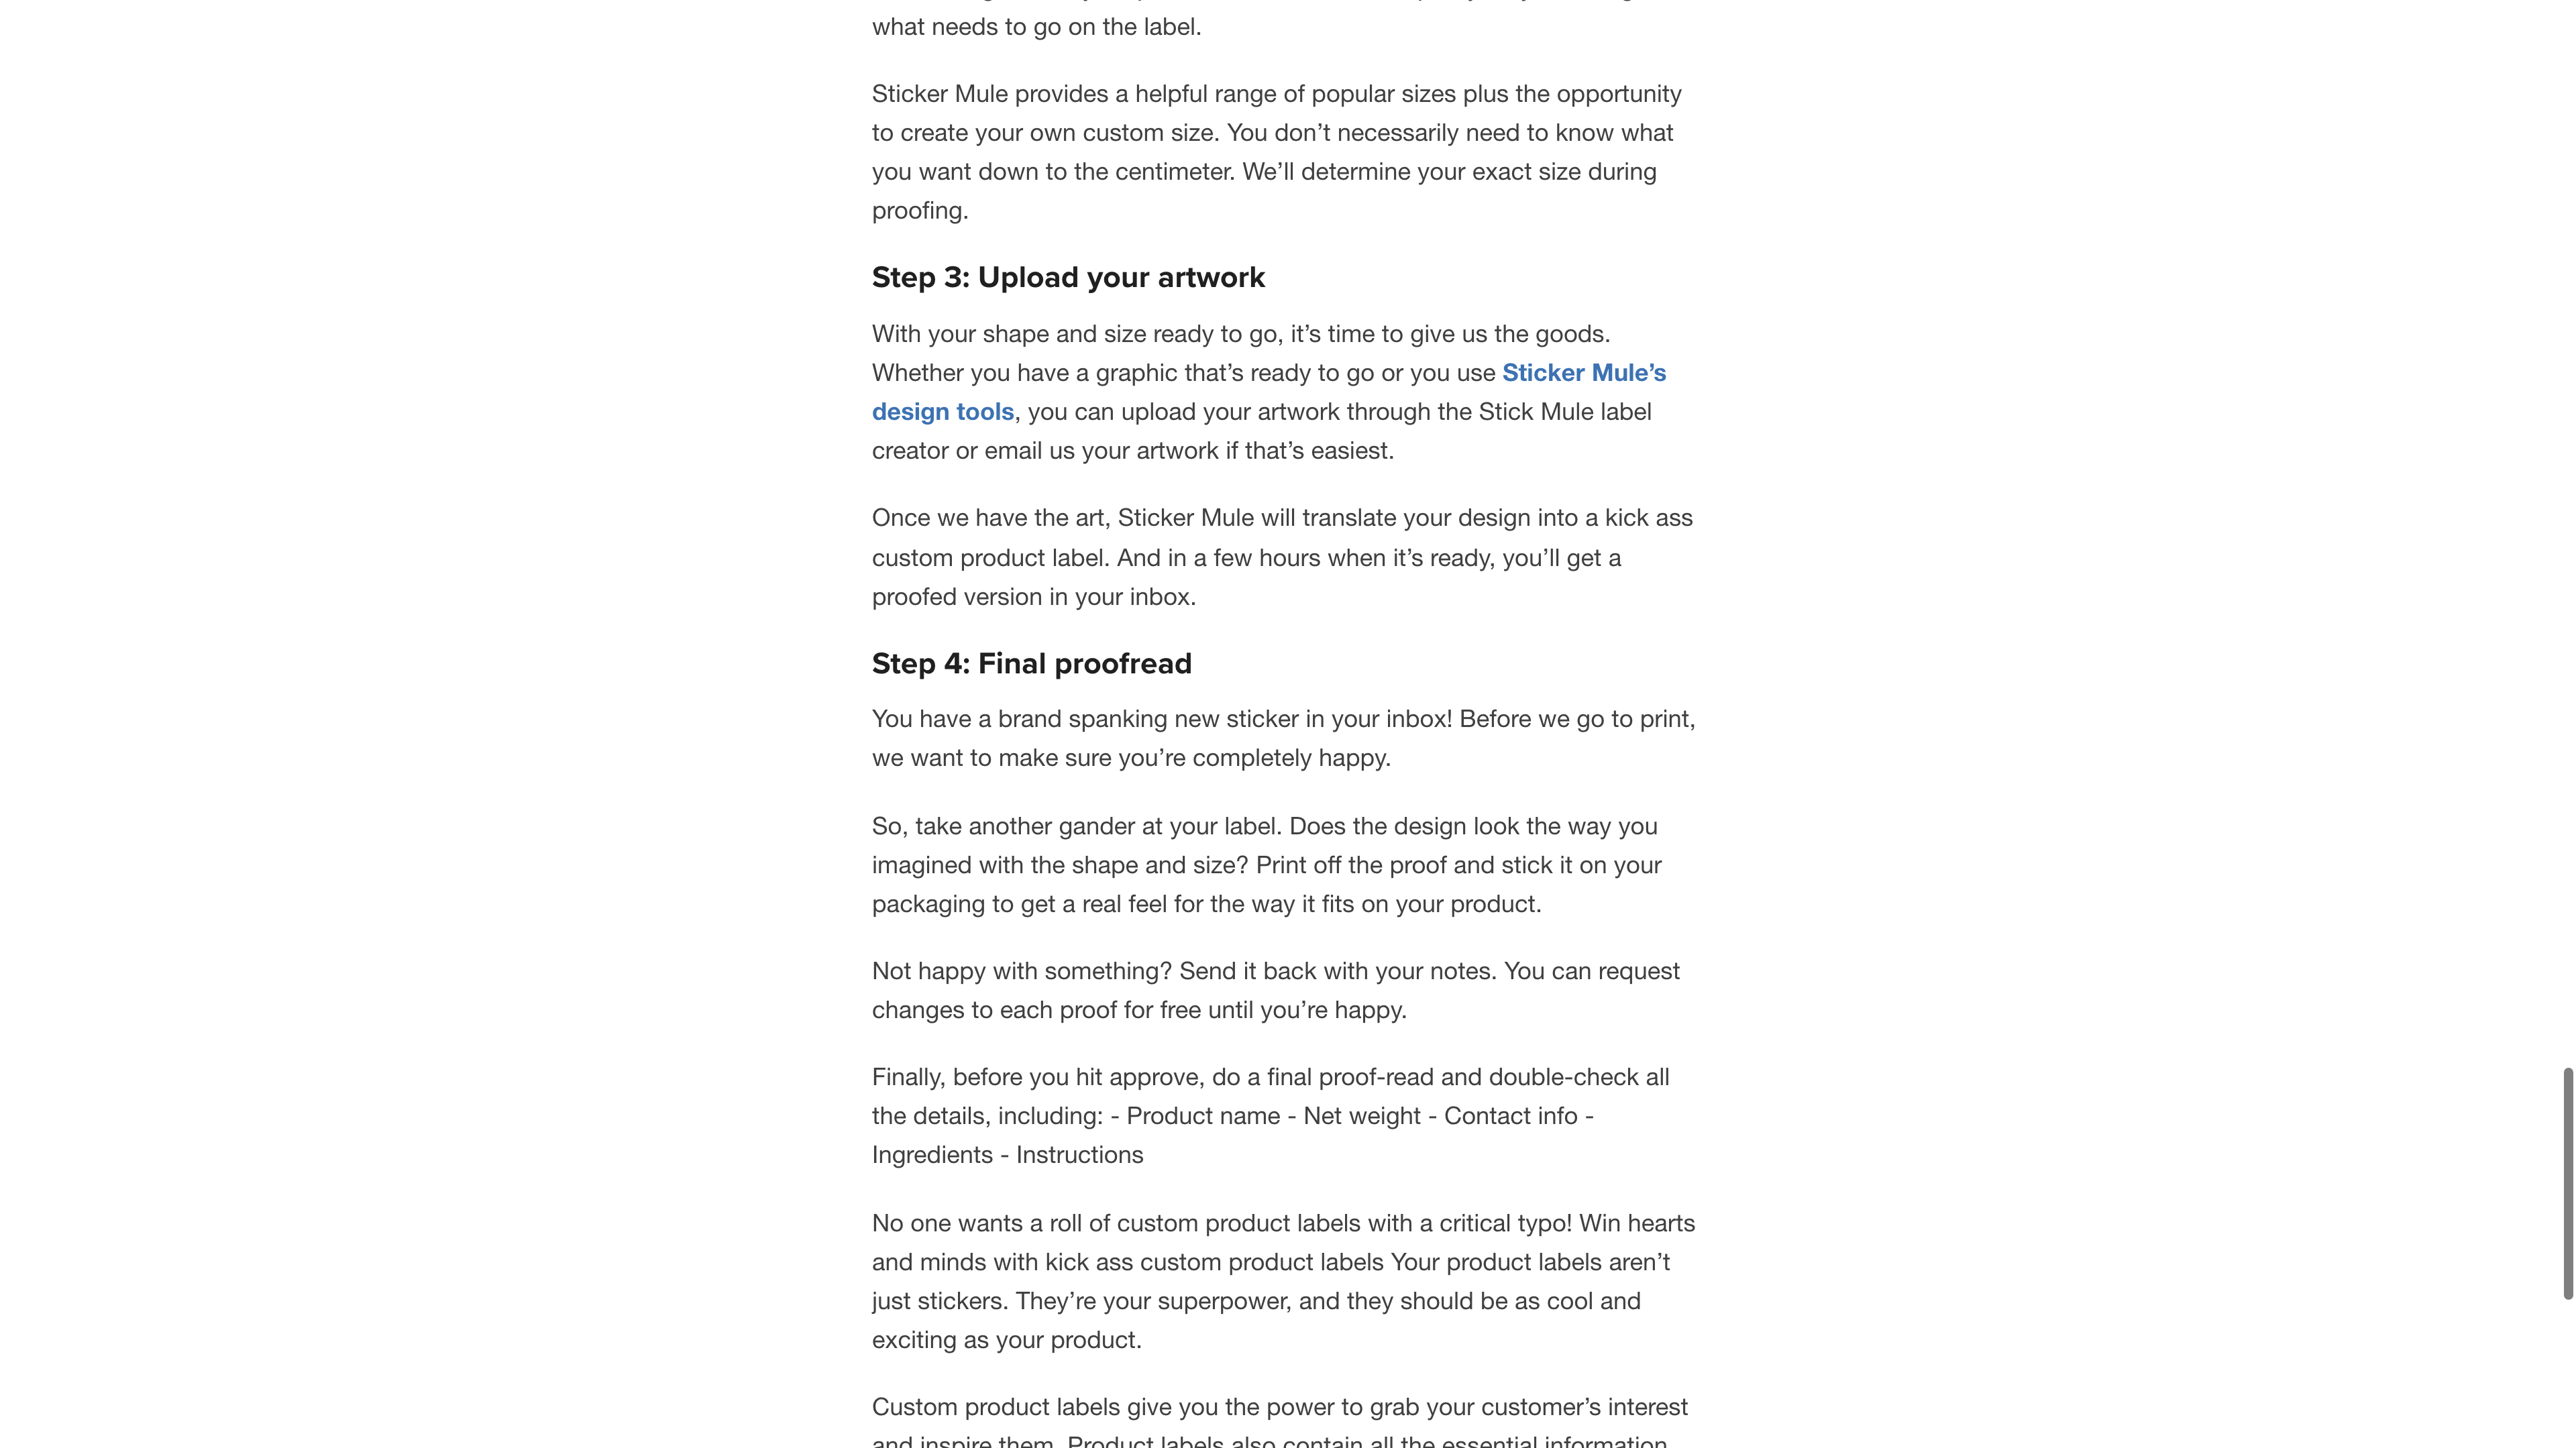 what needs to go on the label.
Sticker Mule provides a helpful range of popular sizes plus the opportunity
to create your own custom size. You don’t necessarily need to know what
you want down to the centimeter. We’ll determine your exact size during
proofing.
Step 3: Upload your artwork
With your shape and size ready to go, it’s time to give us the goods.
Whether you have a graphic that’s ready to go or you use Sticker Mule’s
design tools, you can upload your artwork through the Stick Mule label
creator or email us your artwork if that’s easiest.
Once we have the art, Sticker Mule will translate your design into a kick ass
custom product label. And in a few hours when it’s ready, you’ll get a
proofed version in your inbox.
Step 4: Final proofread
You have a brand spanking new sticker in your inbox! Before we go to print,
we want to make sure you’re completely happy.
So, take another gander at your label. Does the design look the way you
imagined with the shape and size? Print off the proof and stick it on your
packaging to get a real feel for the way it fits on your product.
Not happy with something? Send it back with your notes. You can request
changes to each proof for free until you’re happy.
Finally, before you hit approve, do a final proof-read and double-check all
the details, including: - Product name - Net weight - Contact info -
Ingredients - Instructions
No one wants a roll of custom product labels with a critical typo! Win hearts
and minds with kick ass custom product labels Your product labels aren’t
just stickers. They’re your superpower, and they should be as cool and
exciting as your product.
Custom product labels give you the power to grab your customer’s interest
and inspire them. Product labels also contain all the essential information